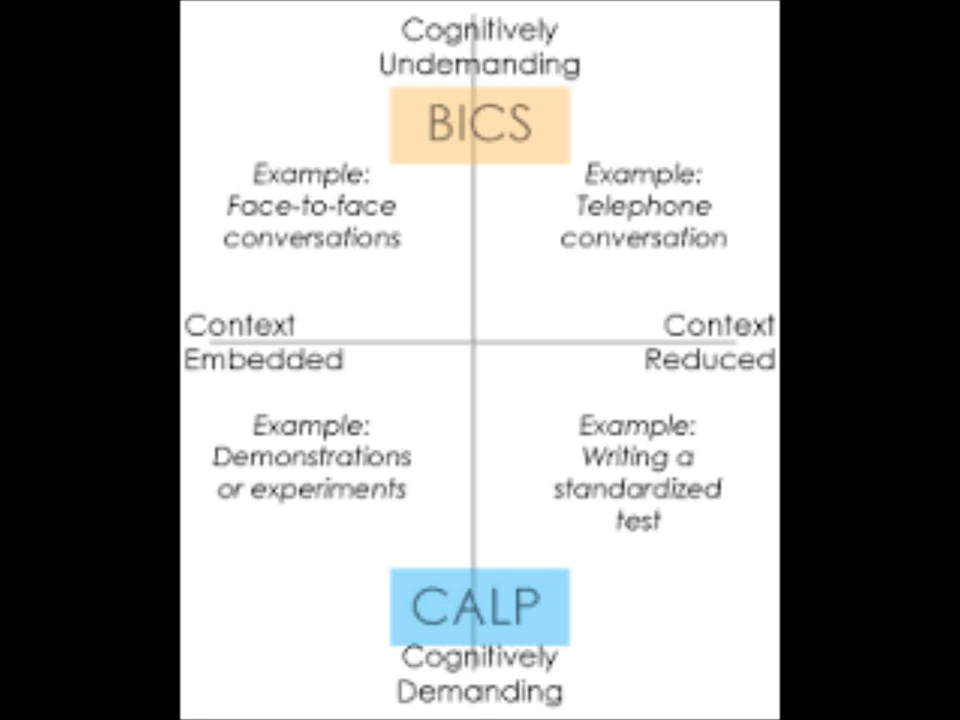 Cognitively
Undemanding
BICS
Example:
Face-to-face
conversations
Example:
Telephone
conversation
Context
Embedded
Context
Reduced
Example:
Demonstrations
or experiments
Example:
Writing a
standardized
test
CALP
Cognitively
Demanding